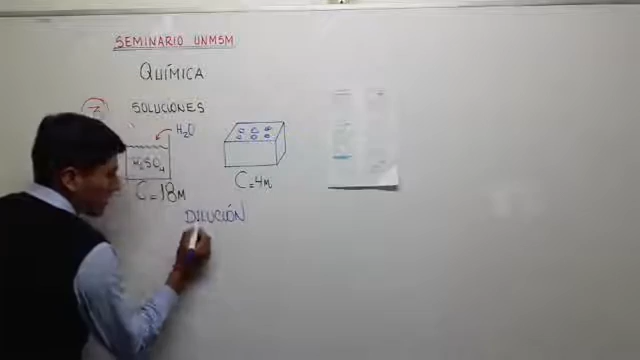 SEMINARIO UNMSM
QUÍMICA
7
SOLUCIONES
H₂O
H₂SO₄
C=18M
C=4M
DILUCIÓN